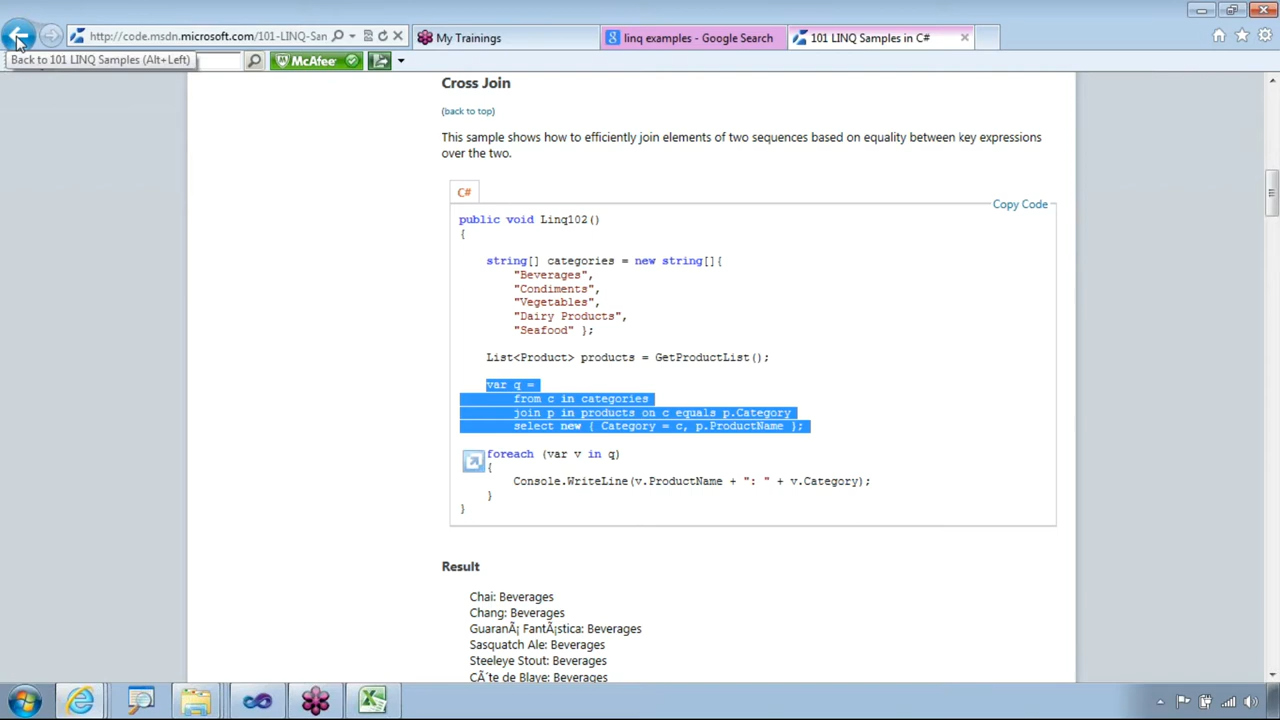 http://code.msdn.microsoft.com/101-LINQ-San
My Trainings
linq examples - Google Search
101 LINQ Samples in C#
Back to 101 LINQ Samples (Alt+Left)
McAfee
Cross Join
(back to top)
This sample shows how to efficiently join elements of two sequences based on equality between key expressions
over the two.
C#
Copy Code
public void Linq102()
{
string[] categories = new string[]{
"Beverages",
"Condiments",
"Vegetables",
"Dairy Products",
"Seafood" };
List<Product> products = GetProductList();
var q =
from c in categories
join p in products on c equals p.Category
select new { Category = c, p.ProductName };
foreach (var v in q)
{
Console.WriteLine(v.ProductName + ": " + v.Category);
}
}
Result
Chai: Beverages
Chang: Beverages
GuaranÃ¡ FantÃ¡stica: Beverages
Sasquatch Ale: Beverages
Steeleye Stout: Beverages
CÃ´te de Blaye: Beverages